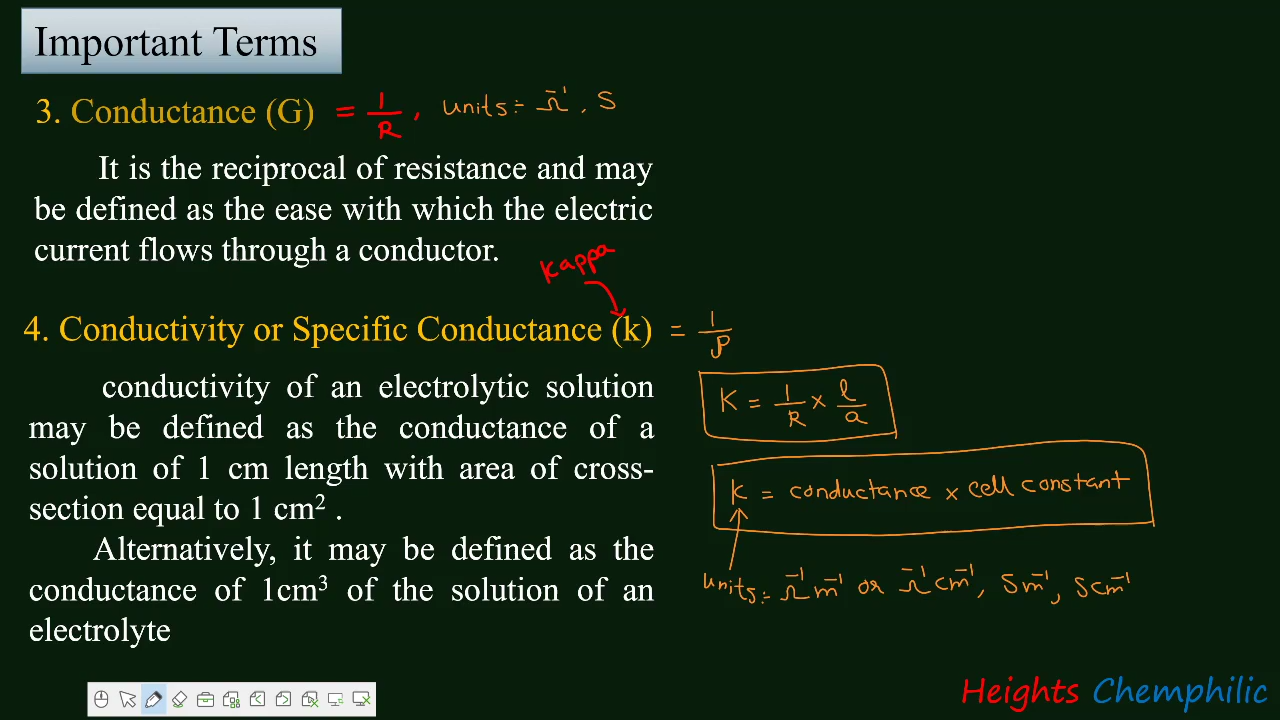 Important Terms
3. Conductance (G) = 1/R, units:- Ω⁻¹, S
It is the reciprocal of resistance and may
be defined as the ease with which the electric
current flows through a conductor.
Kappa
4. Conductivity or Specific Conductance (k) = 1/ρ
conductivity of an electrolytic solution
may be defined as the conductance of a
solution of 1 cm length with area of cross-
section equal to 1 cm² .
Alternatively, it may be defined as the
conductance of 1cm³ of the solution of an
electrolyte
K = 1/R × l/a
K = conductance × cell constant
units:- Ω⁻¹ m⁻¹ or Ω⁻¹ cm⁻¹, S m⁻¹, S cm⁻¹
Heights Chemphilic